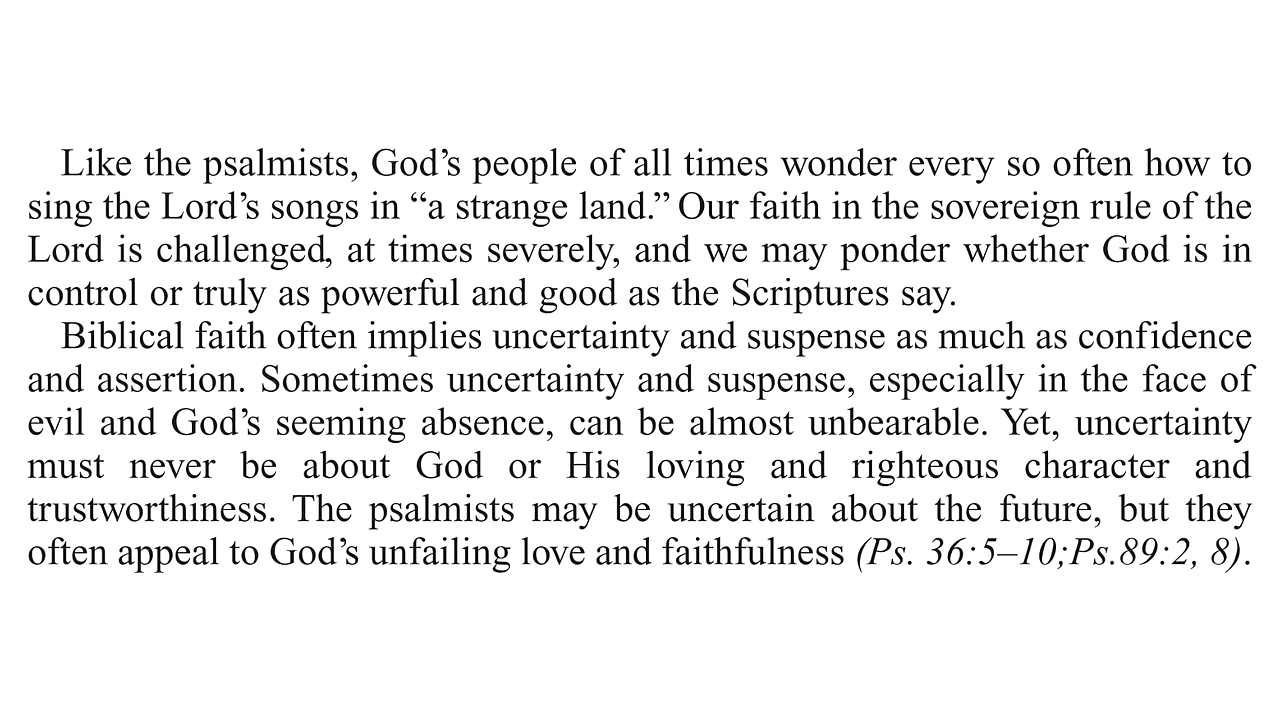 Like the psalmists, God’s people of all times wonder every so often how to
sing the Lord’s songs in “a strange land.” Our faith in the sovereign rule of the
Lord is challenged, at times severely, and we may ponder whether God is in
control or truly as powerful and good as the Scriptures say.
Biblical faith often implies uncertainty and suspense as much as confidence
and assertion. Sometimes uncertainty and suspense, especially in the face of
evil and God’s seeming absence, can be almost unbearable. Yet, uncertainty
must never be about God or His loving and righteous character and
trustworthiness. The psalmists may be uncertain about the future, but they
often appeal to God’s unfailing love and faithfulness (Ps. 36:5–10;Ps.89:2, 8).